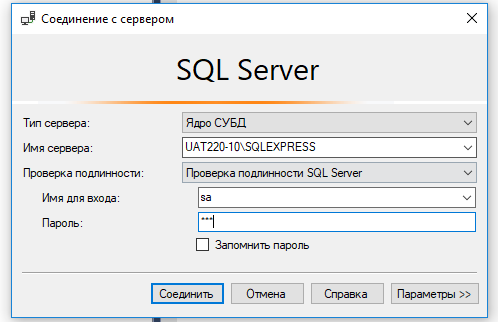 Соединение с сервером
SQL Server
Тип сервера: Ядро СУБД
Имя сервера: UAT220-10\SQLEXPRESS
Проверка подлинности: Проверка подлинности SQL Server
Имя для входа: sa
Пароль: ***
Запомнить пароль
Соединить Отмена Справка Параметры >>